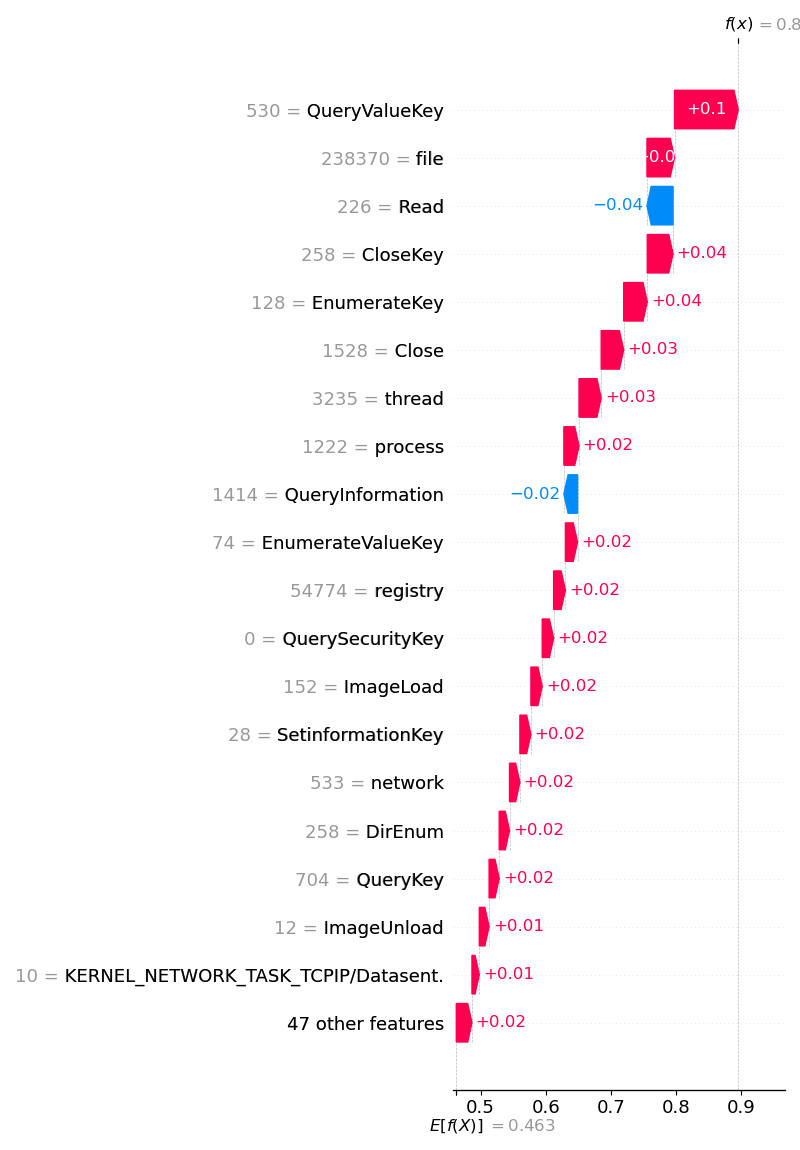 f(x) = 0.8
530 = QueryValueKey +0.1
238370 = file +0.0
226 = Read −0.04
258 = CloseKey +0.04
128 = EnumerateKey +0.04
1528 = Close +0.03
3235 = thread +0.03
1222 = process +0.02
1414 = QueryInformation −0.02
74 = EnumerateValueKey +0.02
54774 = registry +0.02
0 = QuerySecurityKey +0.02
152 = ImageLoad +0.02
28 = SetinformationKey +0.02
533 = network +0.02
258 = DirEnum +0.02
704 = QueryKey +0.02
12 = ImageUnload +0.01
10 = KERNEL_NETWORK_TASK_TCPIP/Datasent. +0.01
47 other features +0.02
0.5 0.6 0.7 0.8 0.9
E[f(X)] = 0.463